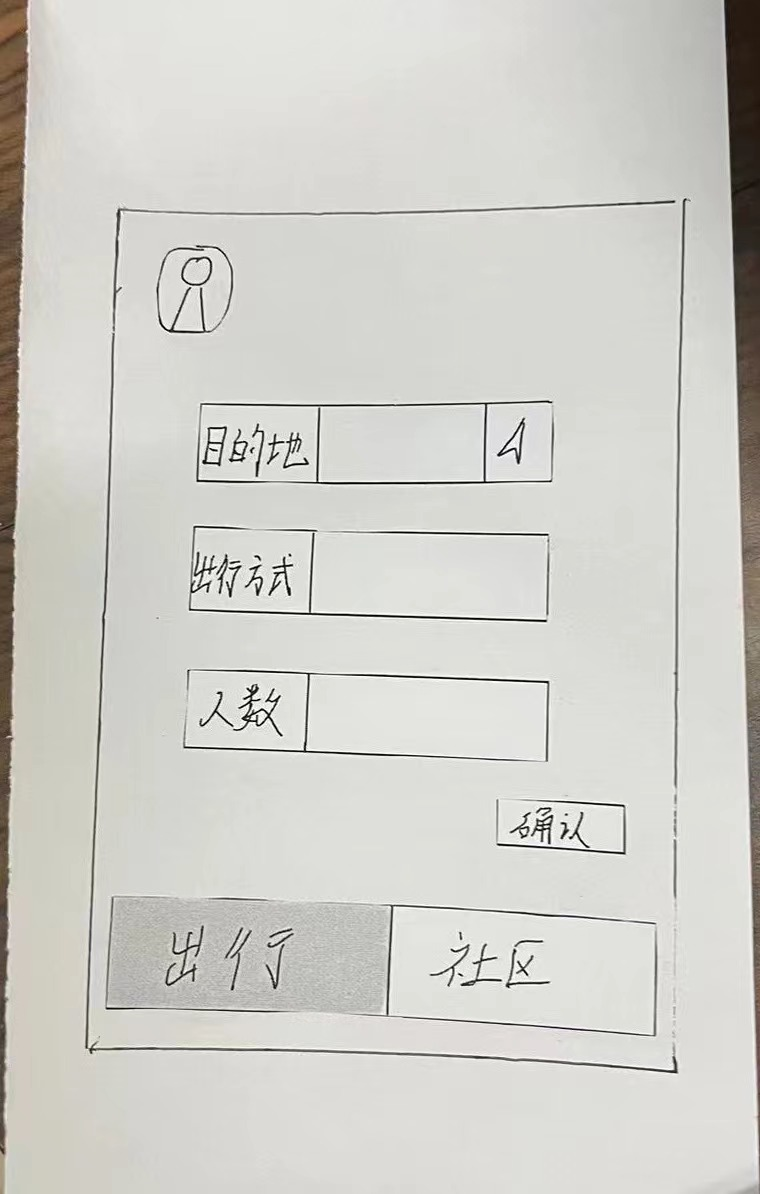 目的地
出行方式
人数
确认
出行 社区